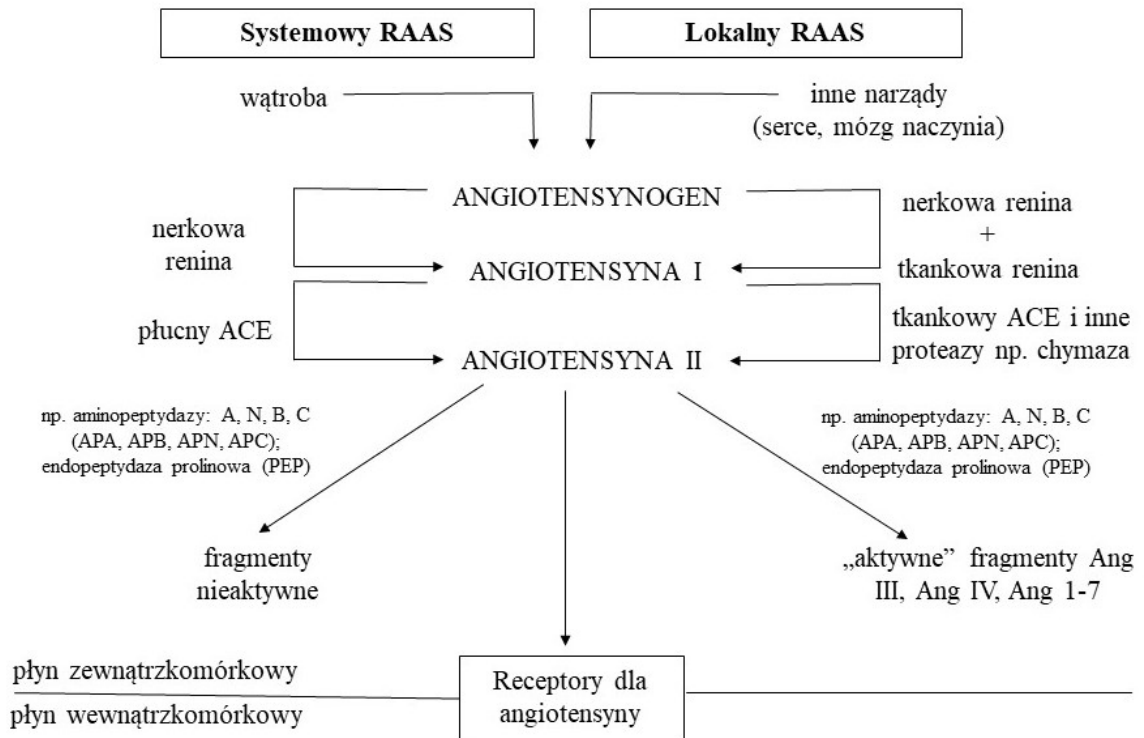 Systemowy RAAS
Lokalny RAAS
wątroba
inne narządy
(serce, mózg naczynia)
ANGIOTENSYNOGEN
nerkowa
renina
nerkowa renina
+
tkankowa renina
ANGIOTENSYNA I
płucny ACE
tkankowy ACE i inne
proteazy np. chymaza
ANGIOTENSYNA II
np. aminopeptydazy: A, N, B, C
(APA, APB, APN, APC);
endopeptydaza prolinowa (PEP)
np. aminopeptydazy: A, N, B, C
(APA, APB, APN, APC);
endopeptydaza prolinowa (PEP)
fragmenty
nieaktywne
„aktywne” fragmenty Ang
III, Ang IV, Ang 1-7
płyn zewnątrzkomórkowy
płyn wewnątrzkomórkowy
Receptory dla
angiotensyny